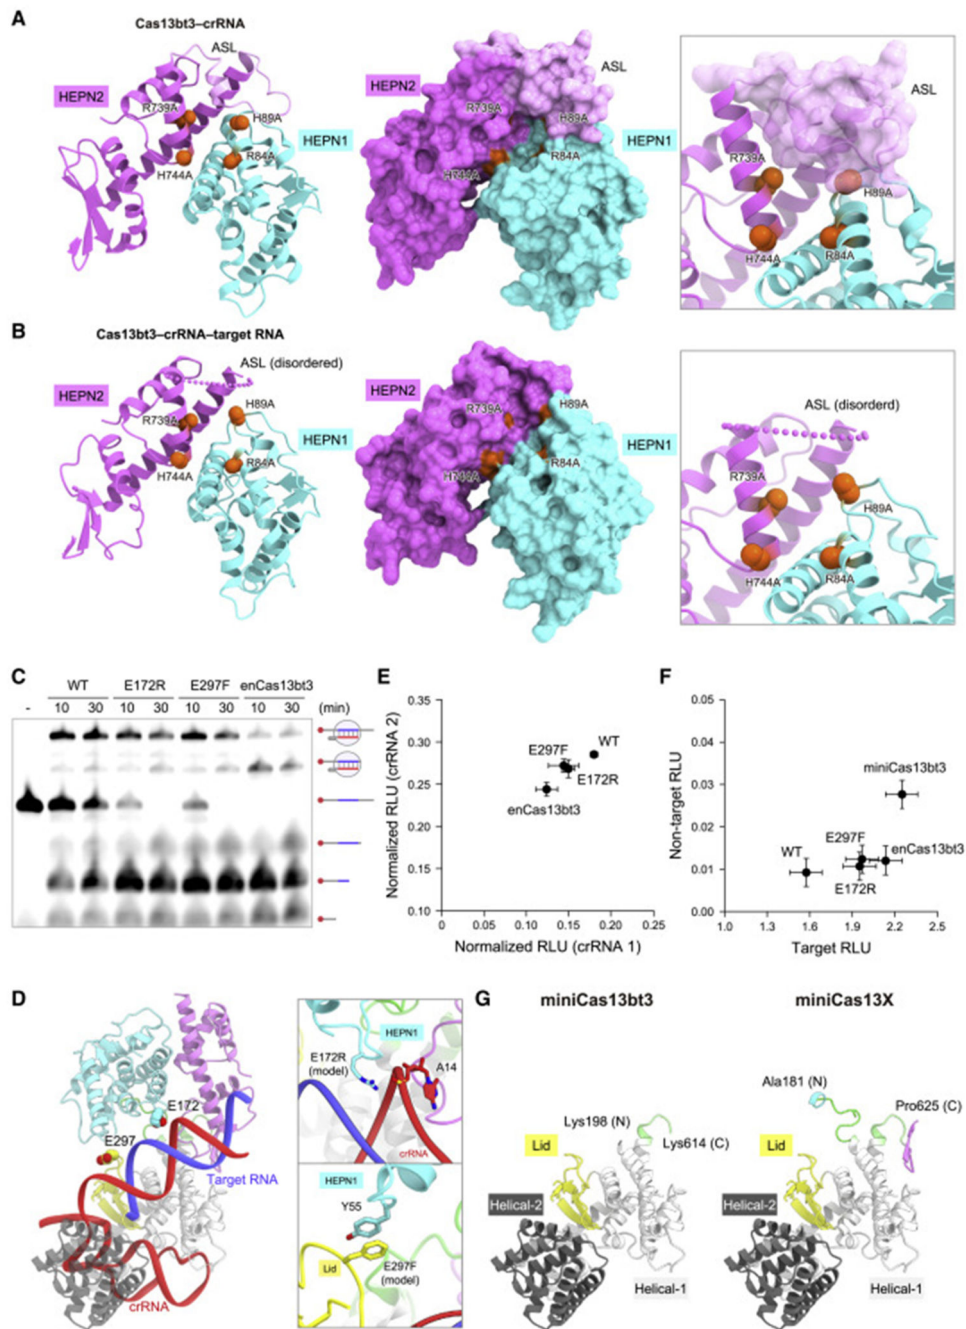 A
Cas13bt3–crRNA
ASL
HEPN2
R739A
H89A
HEPN1
R84A
H744A
HEPN2
ASL
R739A
H89A
HEPN1
R84A
H744A
ASL
R739A
H89A
H744A
R84A
B
Cas13bt3–crRNA–target RNA
ASL (disordered)
HEPN2
R739A
H89A
HEPN1
R84A
H744A
HEPN2
R739A
H89A
HEPN1
R84A
H744A
ASL (disorderd)
R739A
H89A
H744A
R84A
C
WT E172R E297F enCas13bt3
- 10 30 10 30 10 30 10 30 (min)
E
Normalized RLU (crRNA 2)
0.35
0.30
0.25
0.20
0.15
0.10
WT
E297F
E172R
enCas13bt3
0.00 0.05 0.10 0.15 0.20 0.25
Normalized RLU (crRNA 1)
F
Non-target RLU
0.05
0.04
0.03
0.02
0.01
0.00
miniCas13bt3
WT
E297F
enCas13bt3
E172R
1.0 1.3 1.6 1.9 2.2 2.5
Target RLU
D
E172
E297
Target RNA
crRNA
HEPN1
E172R
(model)
A14
crRNA
HEPN1
Y55
Lid
E297F
(model)
G
miniCas13bt3
Lys198 (N)
Lys614 (C)
Lid
Helical-2
Helical-1
miniCas13X
Ala181 (N)
Pro625 (C)
Lid
Helical-2
Helical-1